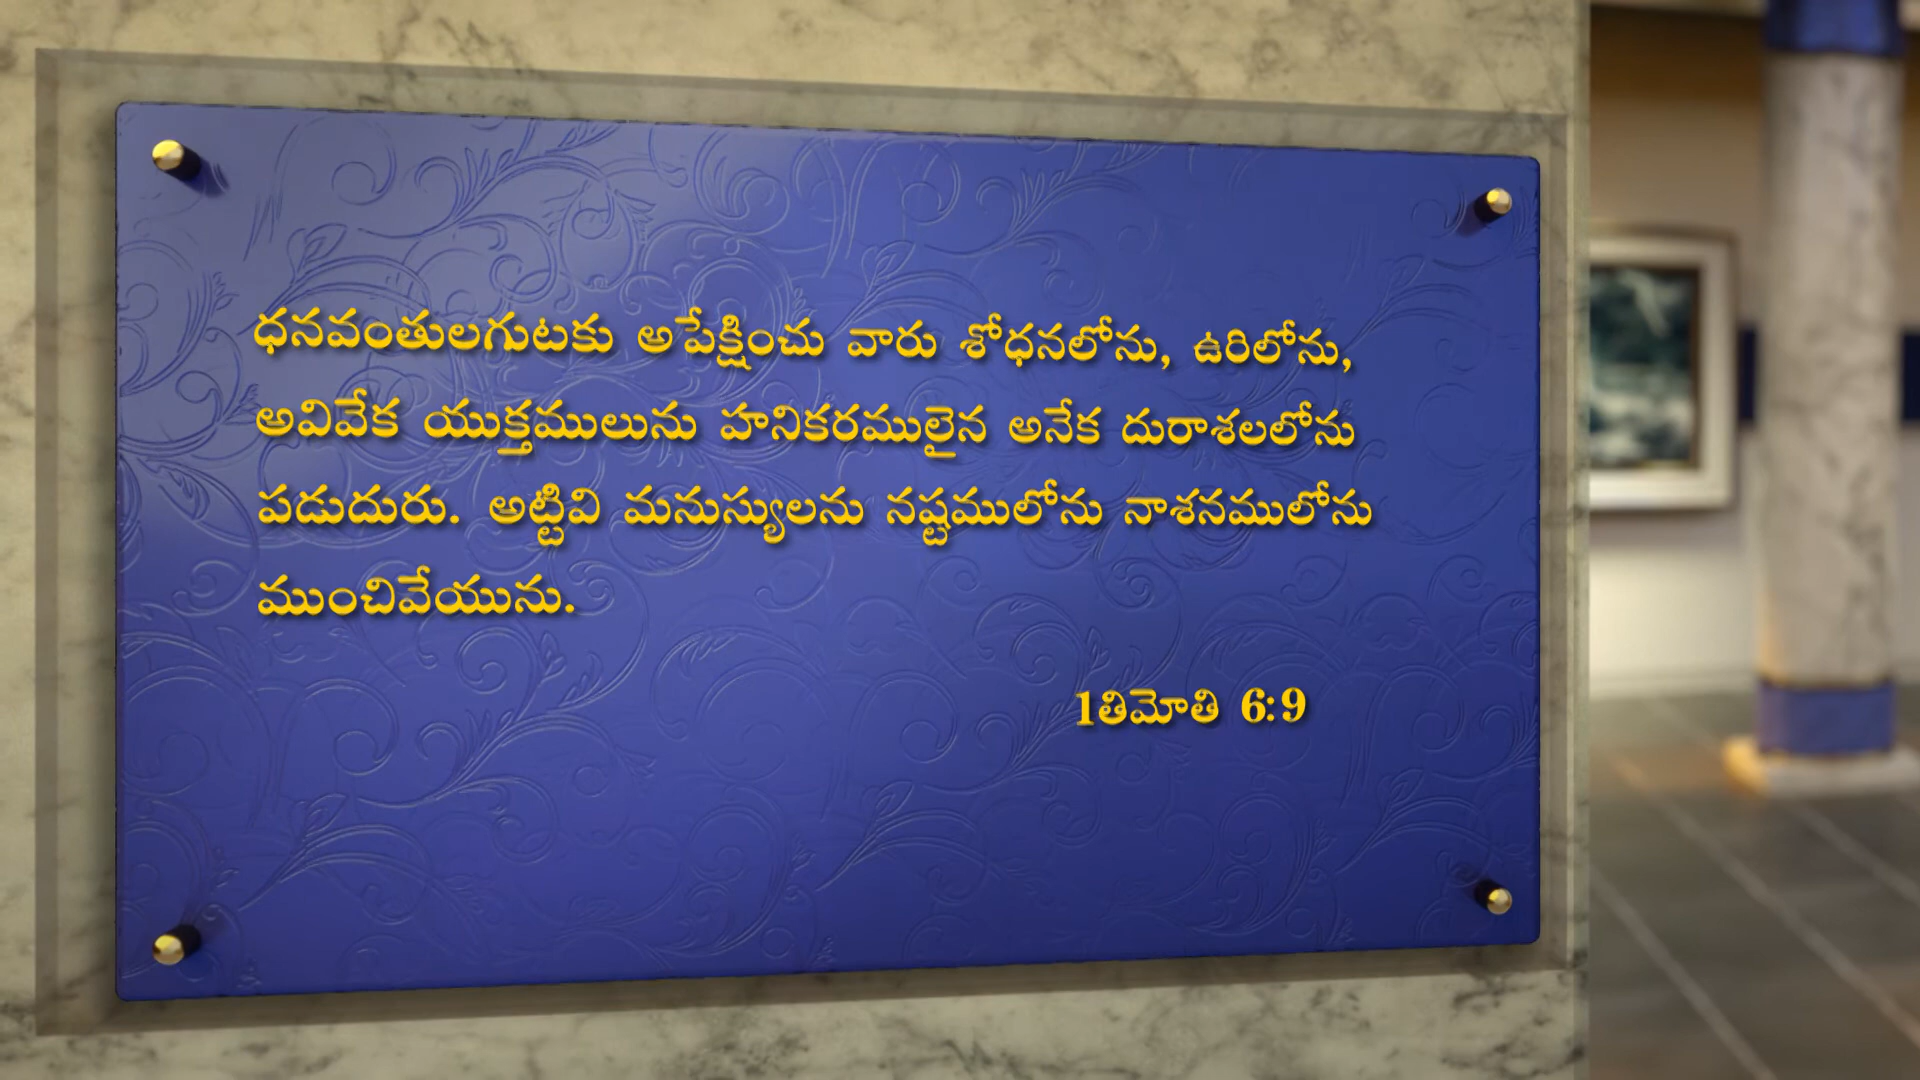 ధనవంతులగుటకు అపేక్షించు వారు శోధనలోను, ఉరిలోను,
అవివేక యుక్తములును హనికరములైన అనేక దురాశలలోను
పడుదురు. అట్టివి మనుస్యులను నష్టములోను నాశనములోను
ముంచివేయును.
1తిమోతి 6:9